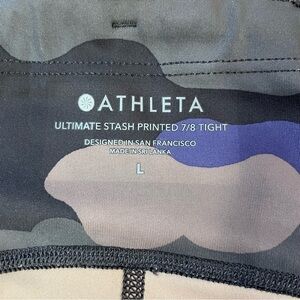 ATHLETA
ULTIMATE STASH PRINTED 7/8 TIGHT
DESIGNED IN SAN FRANCISCO
MADE IN SRI LANKA
L